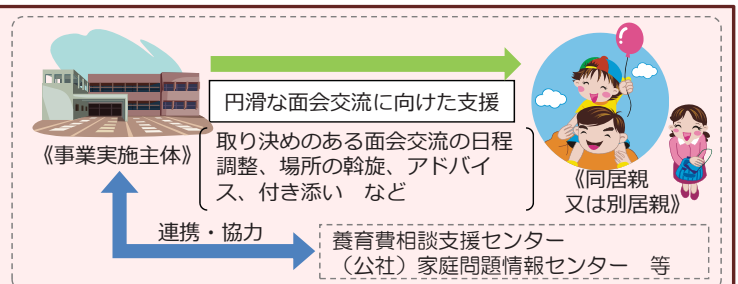 円滑な面会交流に向けた支援
取り決めのある面会交流の日程
調整、場所の斡旋、アドバイ
ス、付き添い　など
《事業実施主体》
《同居親
又は別居親》
連携・協力
養育費相談支援センター
（公社）家庭問題情報センター　等